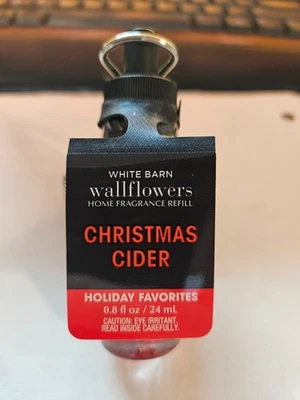 WHITE BARN
wallflowers
HOME FRAGRANCE REFILL
CHRISTMAS
CIDER
HOLIDAY FAVORITES
0.8 fl oz / 24 mL
CAUTION: EYE IRRITANT.
READ INSIDE CAREFULLY.